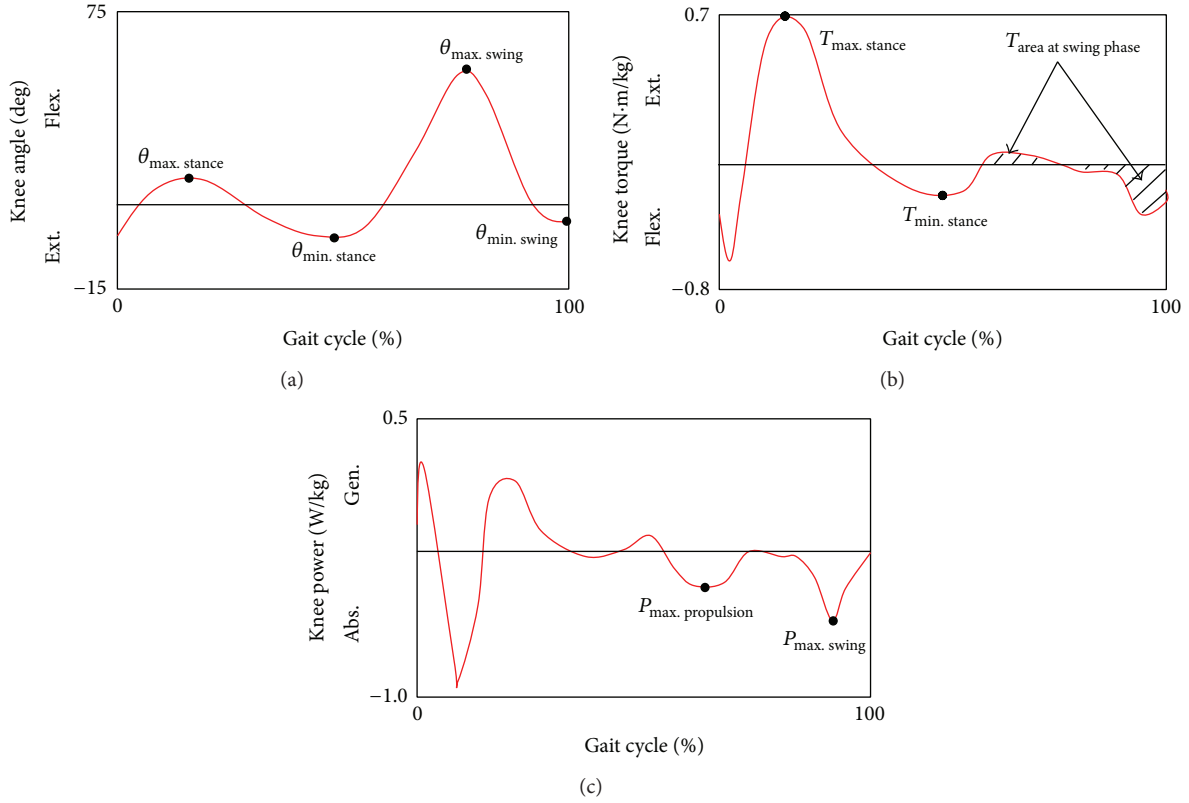 75
Knee angle (deg)
Flex.
Ext.
−15
θmax. swing
θmax. stance
θmin. stance
θmin. swing
0
100
Gait cycle (%)
(a)
0.7
Knee torque (N·m/kg)
Ext.
Flex.
−0.8
Tmax. stance
Tarea at swing phase
Tmin. stance
0
100
Gait cycle (%)
(b)
0.5
Knee power (W/kg)
Gen.
Abs.
−1.0
Pmax. propulsion
Pmax. swing
0
100
Gait cycle (%)
(c)